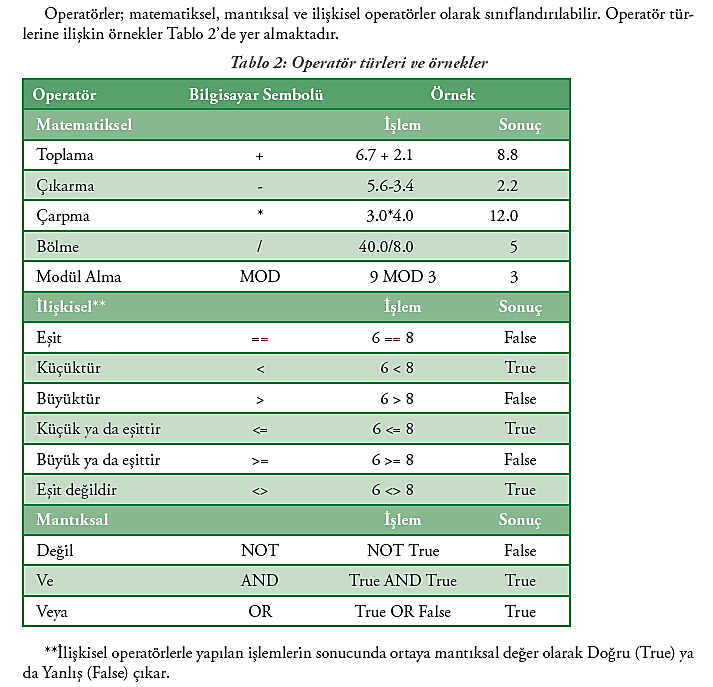 Operatörler; matematiksel, mantıksal ve ilişkisel operatörler olarak sınıflandırılabilir. Operatör tür-
lerine ilişkin örnekler Tablo 2’de yer almaktadır.
Tablo 2: Operatör türleri ve örnekler
Operatör Bilgisayar Sembolü Örnek
Matematiksel İşlem Sonuç
Toplama + 6.7 + 2.1 8.8
Çıkarma - 5.6-3.4 2.2
Çarpma * 3.0*4.0 12.0
Bölme / 40.0/8.0 5
Modül Alma MOD 9 MOD 3 3
İlişkisel** İşlem Sonuç
Eşit == 6 == 8 False
Küçüktür < 6 < 8 True
Büyüktür > 6 > 8 False
Küçük ya da eşittir <= 6 <= 8 True
Büyük ya da eşittir >= 6 >= 8 False
Eşit değildir <> 6 <> 8 True
Mantıksal İşlem Sonuç
Değil NOT NOT True False
Ve AND True AND True True
Veya OR True OR False True
**İlişkisel operatörlerle yapılan işlemlerin sonucunda ortaya mantıksal değer olarak Doğru (True) ya
da Yanlış (False) çıkar.